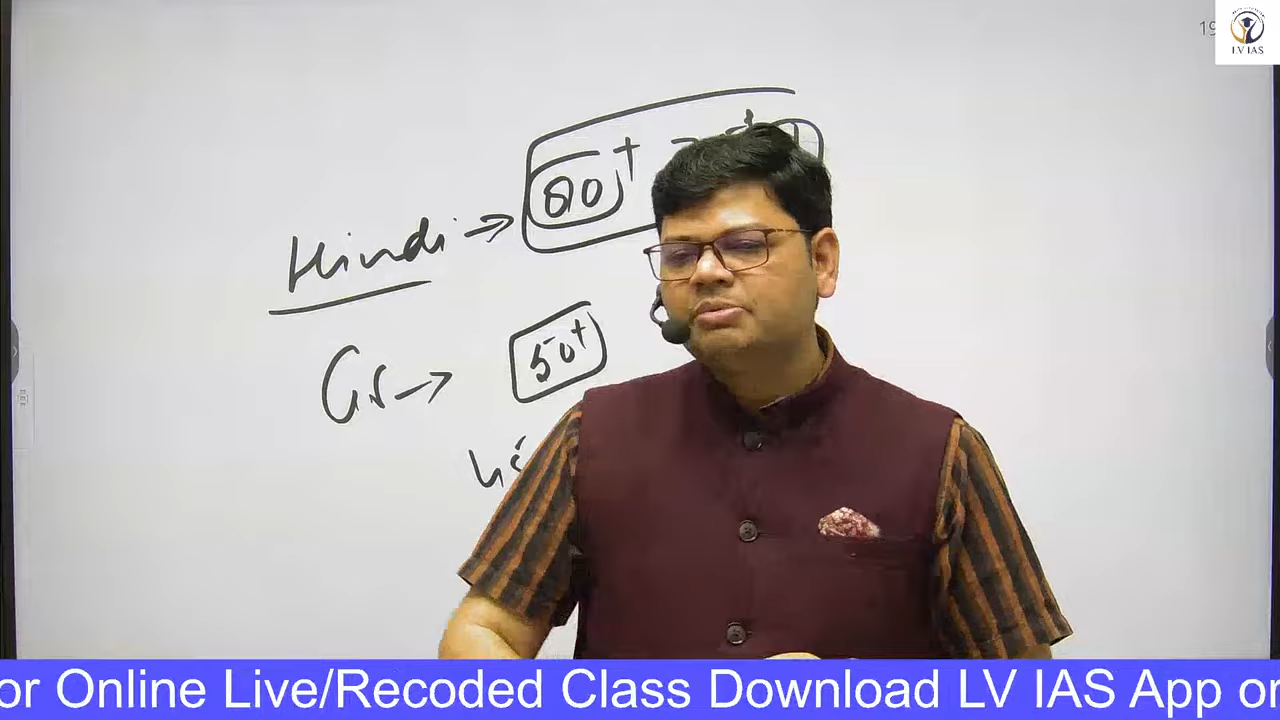 LV IAS
Hindi → 80+
Gs → 50+
or Online Live/Recoded Class Download LV IAS App or